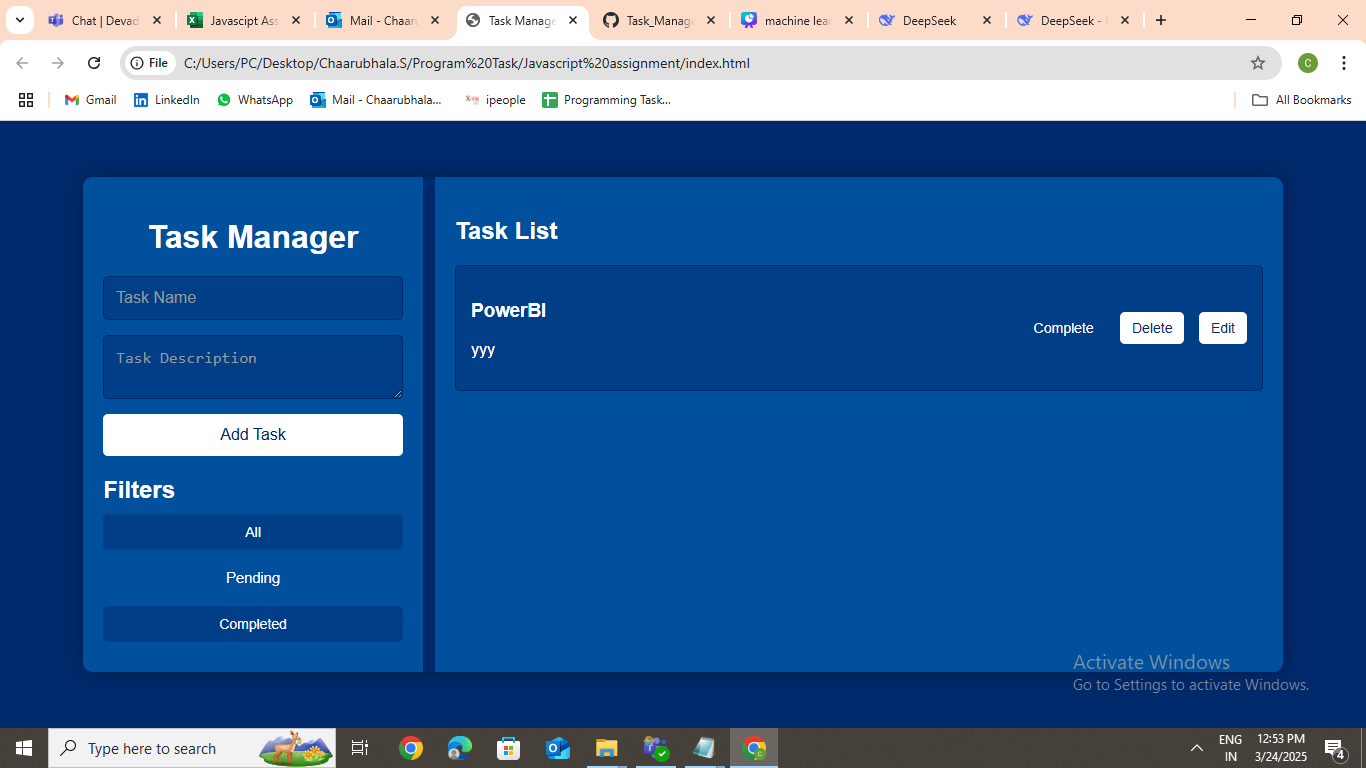 Chat | Devad
Javascipt Ass
Mail - Chaaru
Task Manage
Task_Manage
machine lear
DeepSeek
DeepSeek -
File
C:/Users/PC/Desktop/Chaarubhala.S/Program%20Task/Javascript%20assignment/index.html
C
Gmail
LinkedIn
WhatsApp
Mail - Chaarubhala...
ipeople
Programming Task...
All Bookmarks
Task Manager
Task Name
Task Description
Add Task
Filters
All
Pending
Completed
Task List
PowerBI
yyy
Complete
Delete
Edit
Activate Windows
Go to Settings to activate Windows.
Type here to search
ENG
IN
12:53 PM
3/24/2025
4